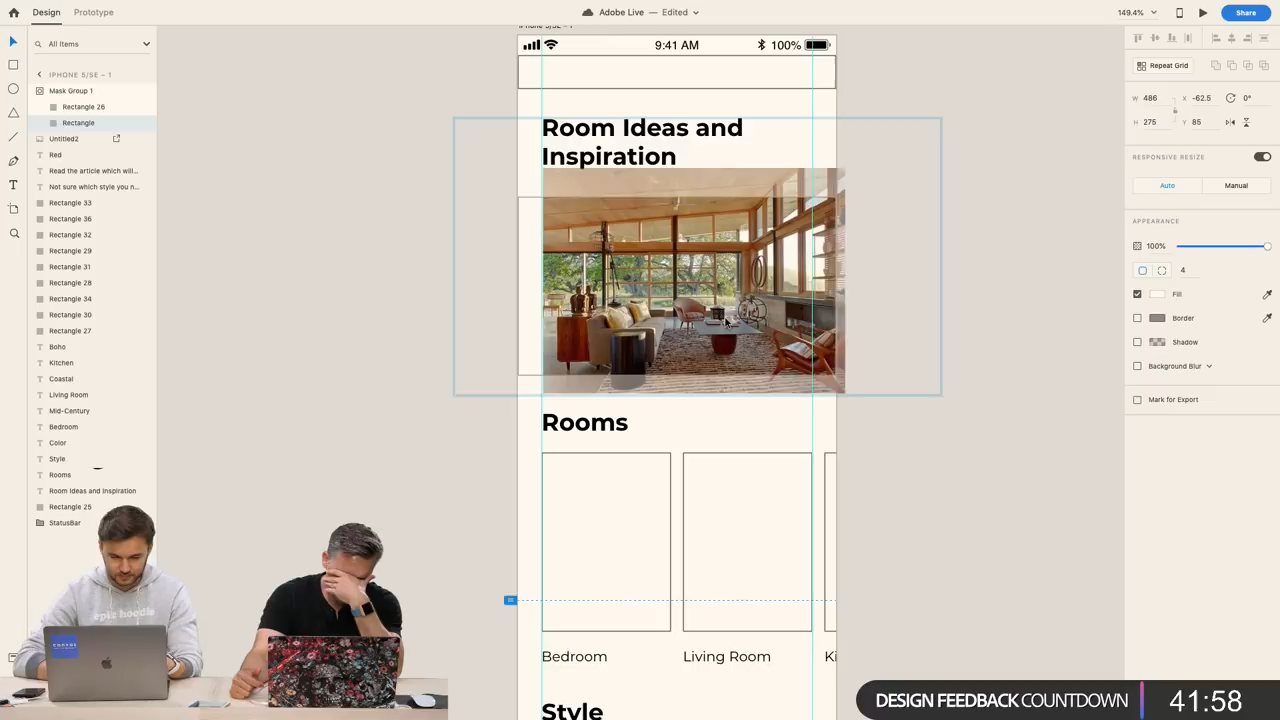 Design
Prototype
Adobe Live — Edited
149.4%
Share
All Items
IPHONE 5/SE – 1
Mask Group 1
Rectangle 26
Rectangle
Untitled2
Red
Read the article which will...
Not sure which style you n...
Rectangle 33
Rectangle 36
Rectangle 32
Rectangle 29
Rectangle 31
Rectangle 28
Rectangle 34
Rectangle 30
Rectangle 27
Boho
Kitchen
Coastal
Living Room
Mid-Century
Bedroom
Color
Style
Rooms
Room Ideas and Inspiration
Rectangle 25
StatusBar
9:41 AM
100%
Room Ideas and
Inspiration
Rooms
Bedroom
Living Room
Ki
Style
Repeat Grid
W 486
X -62.5
0°
H 275
Y 85
RESPONSIVE RESIZE
Auto
Manual
APPEARANCE
100%
4
Fill
Border
Shadow
Background Blur
Mark for Export
epic hoodie
DESIGN FEEDBACK COUNTDOWN
41:58